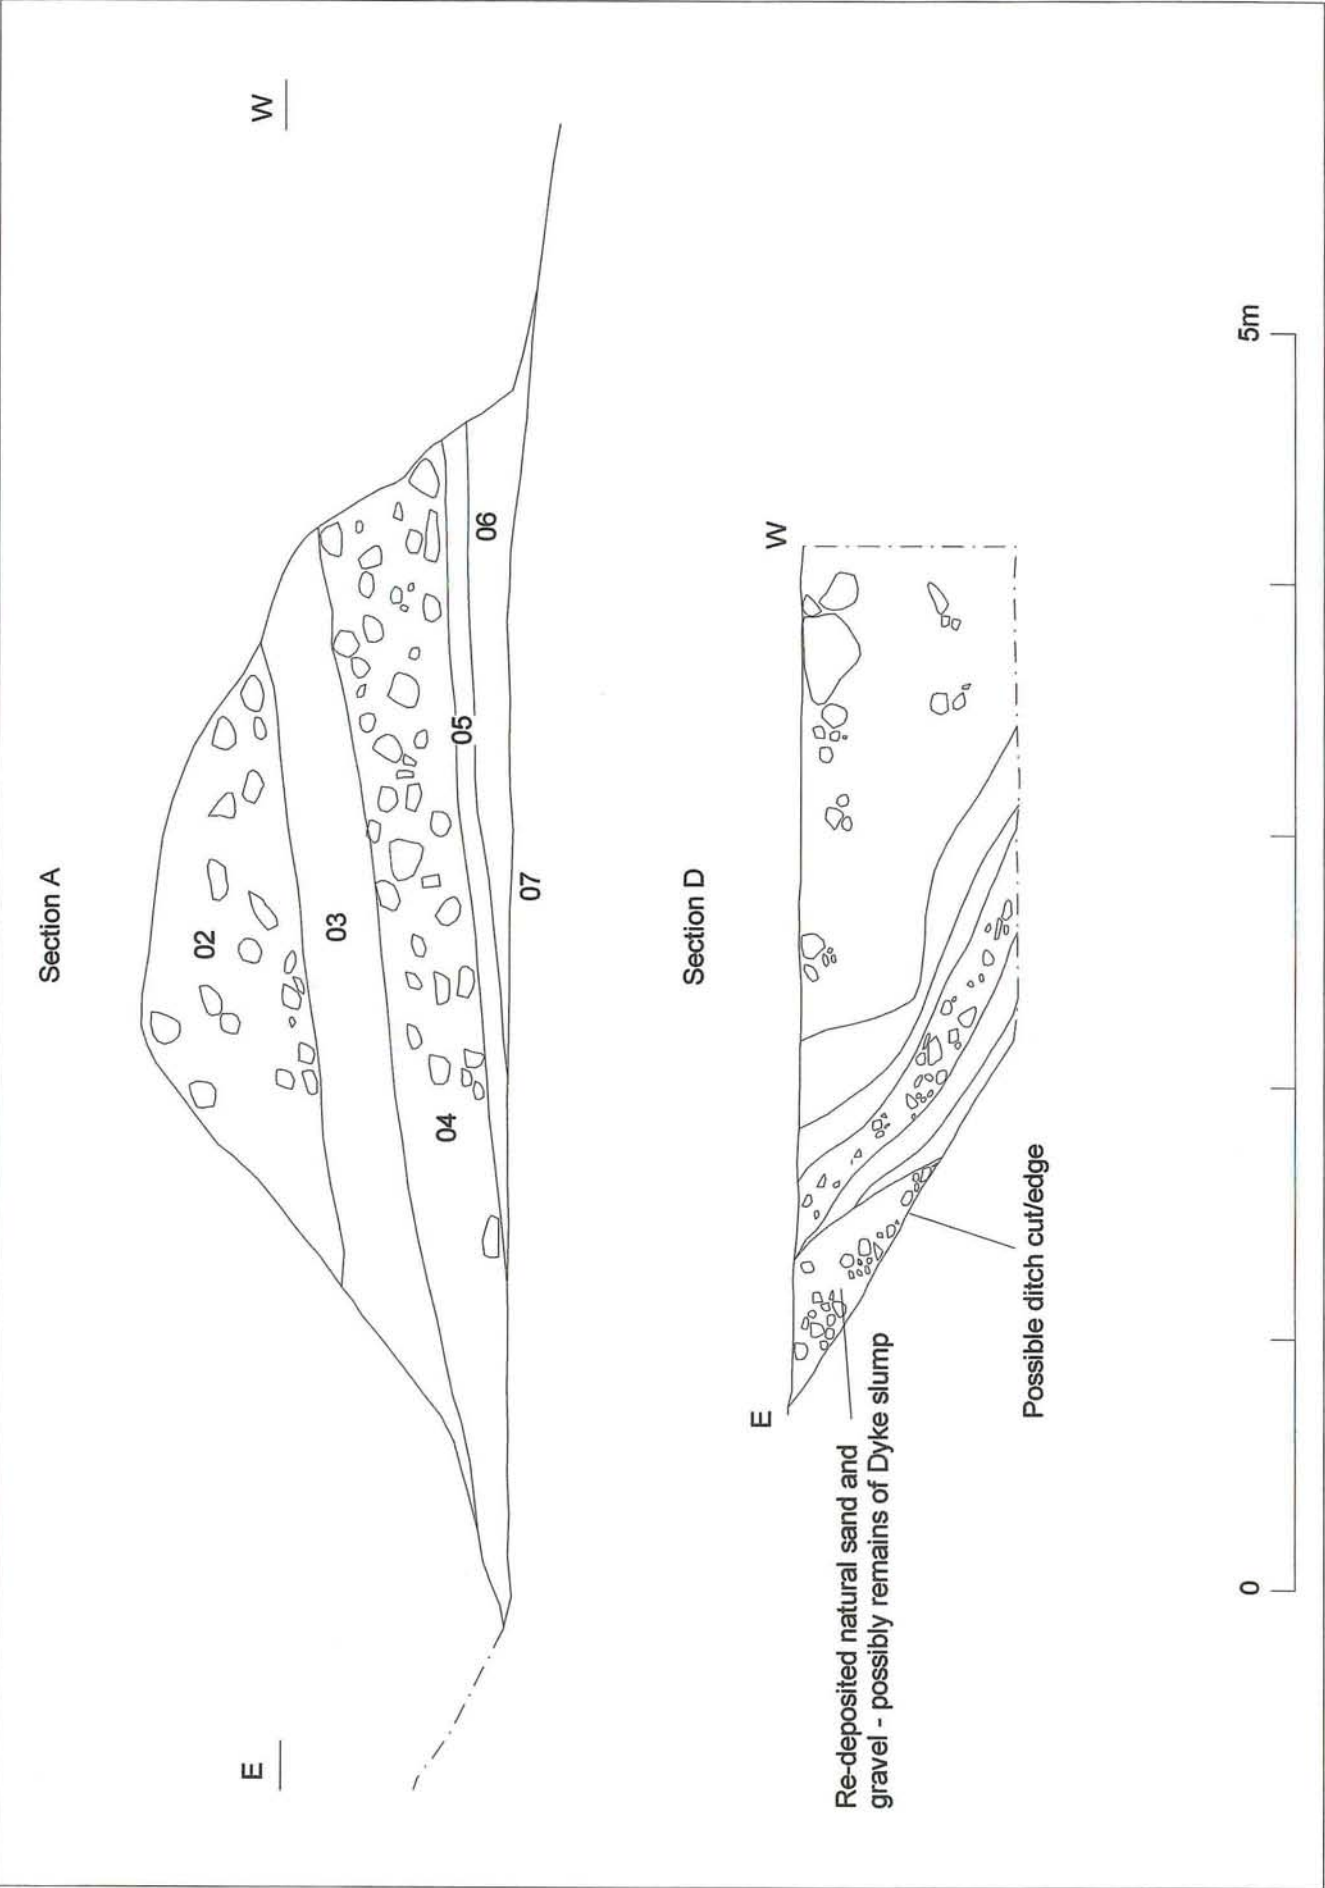 Section A
E
W
02
03
04
05
06
07
Section D
E
W
Re-deposited natural sand and
gravel - possibly remains of Dyke slump
Possible ditch cut/edge
0
5m